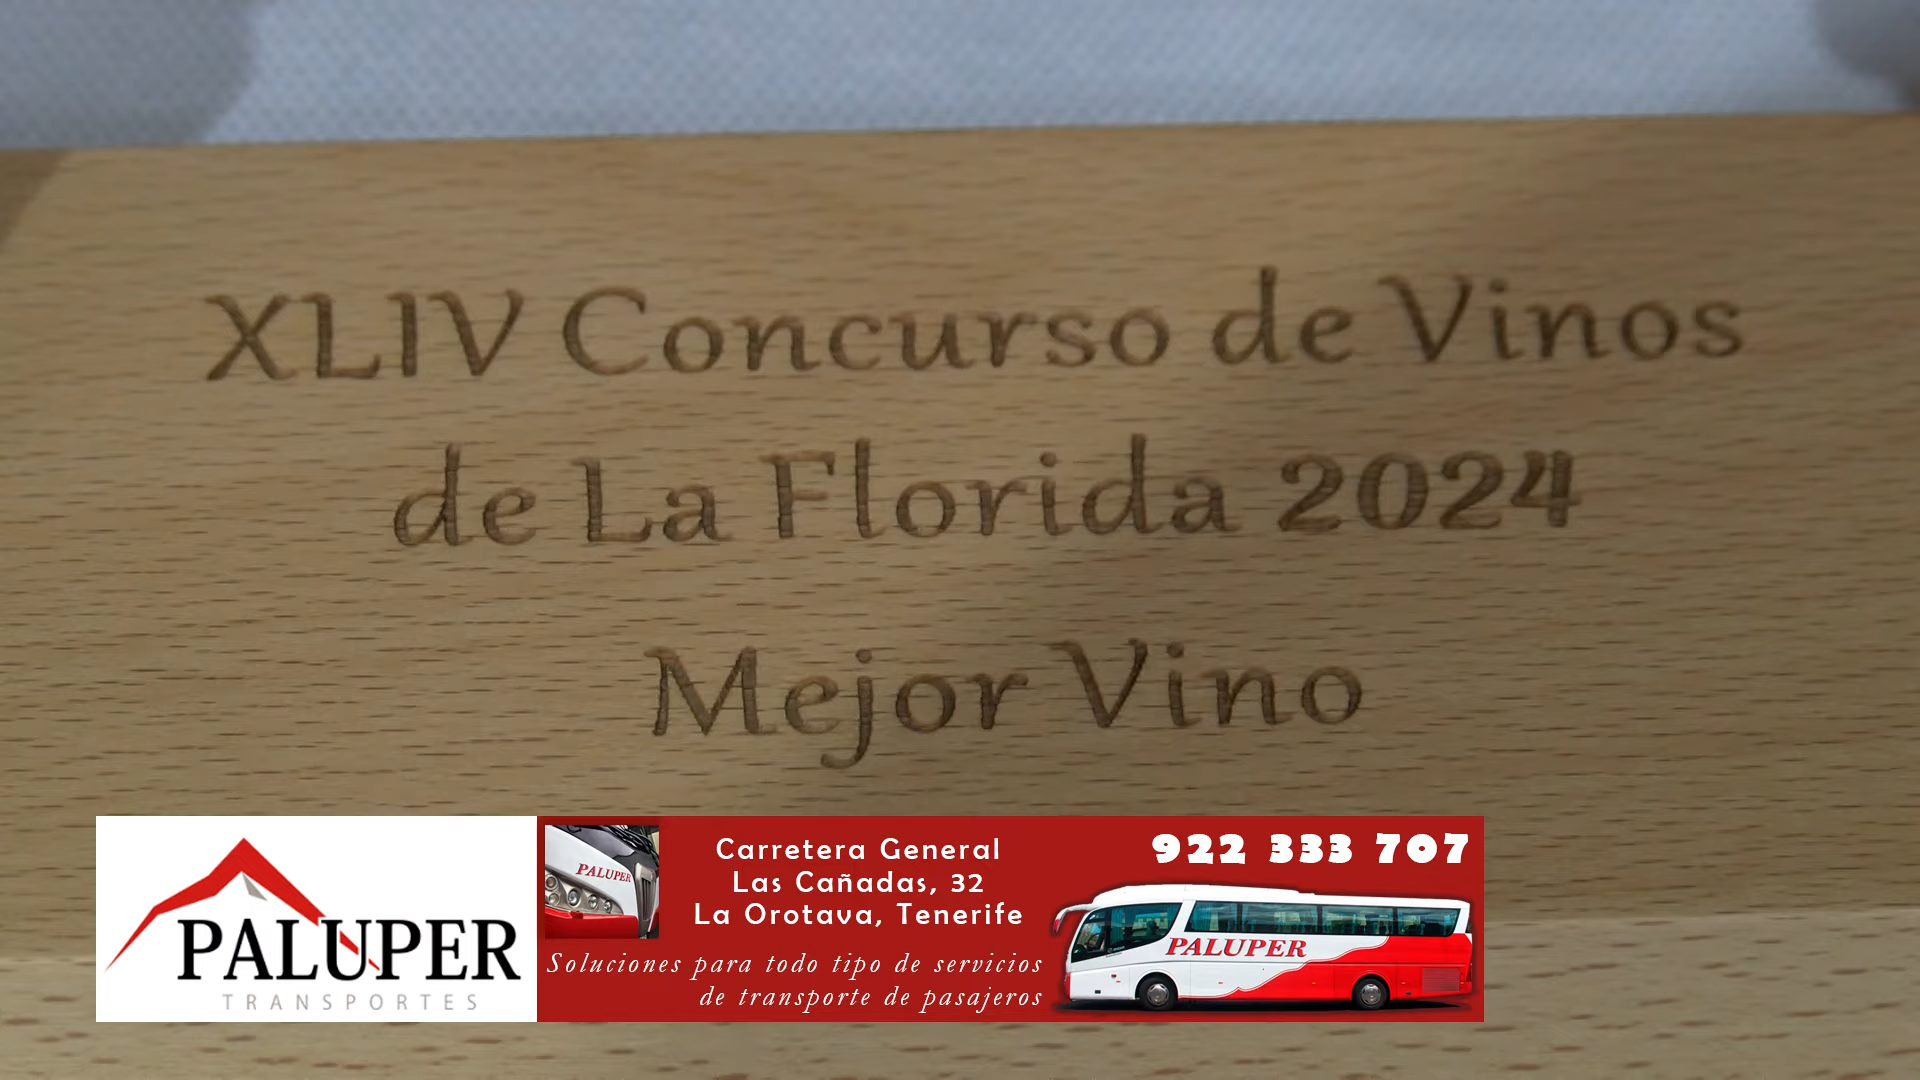 XLIV Concurso de Vinos
de La Florida 2024
Mejor Vino
PALUPER
TRANSPORTES
PALUPER
Carretera General
Las Cañadas, 32
La Orotava, Tenerife
Soluciones para todo tipo de servicios
de transporte de pasajeros
922 333 707
PALUPER